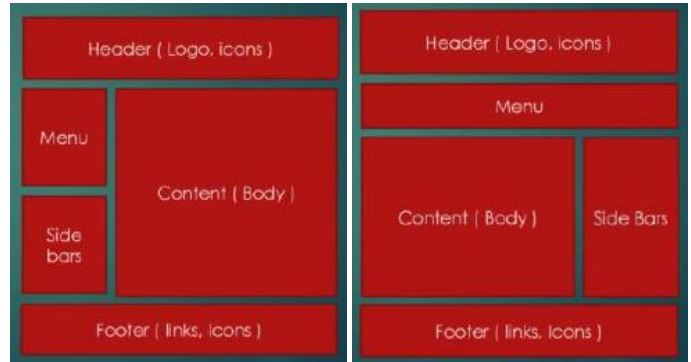 Header ( Logo, icons )
Menu
Content ( Body )
Side
bars
Footer ( links, Icons )
Header ( Logo, icons )
Menu
Content ( Body )
Side Bars
Footer ( links, Icons )